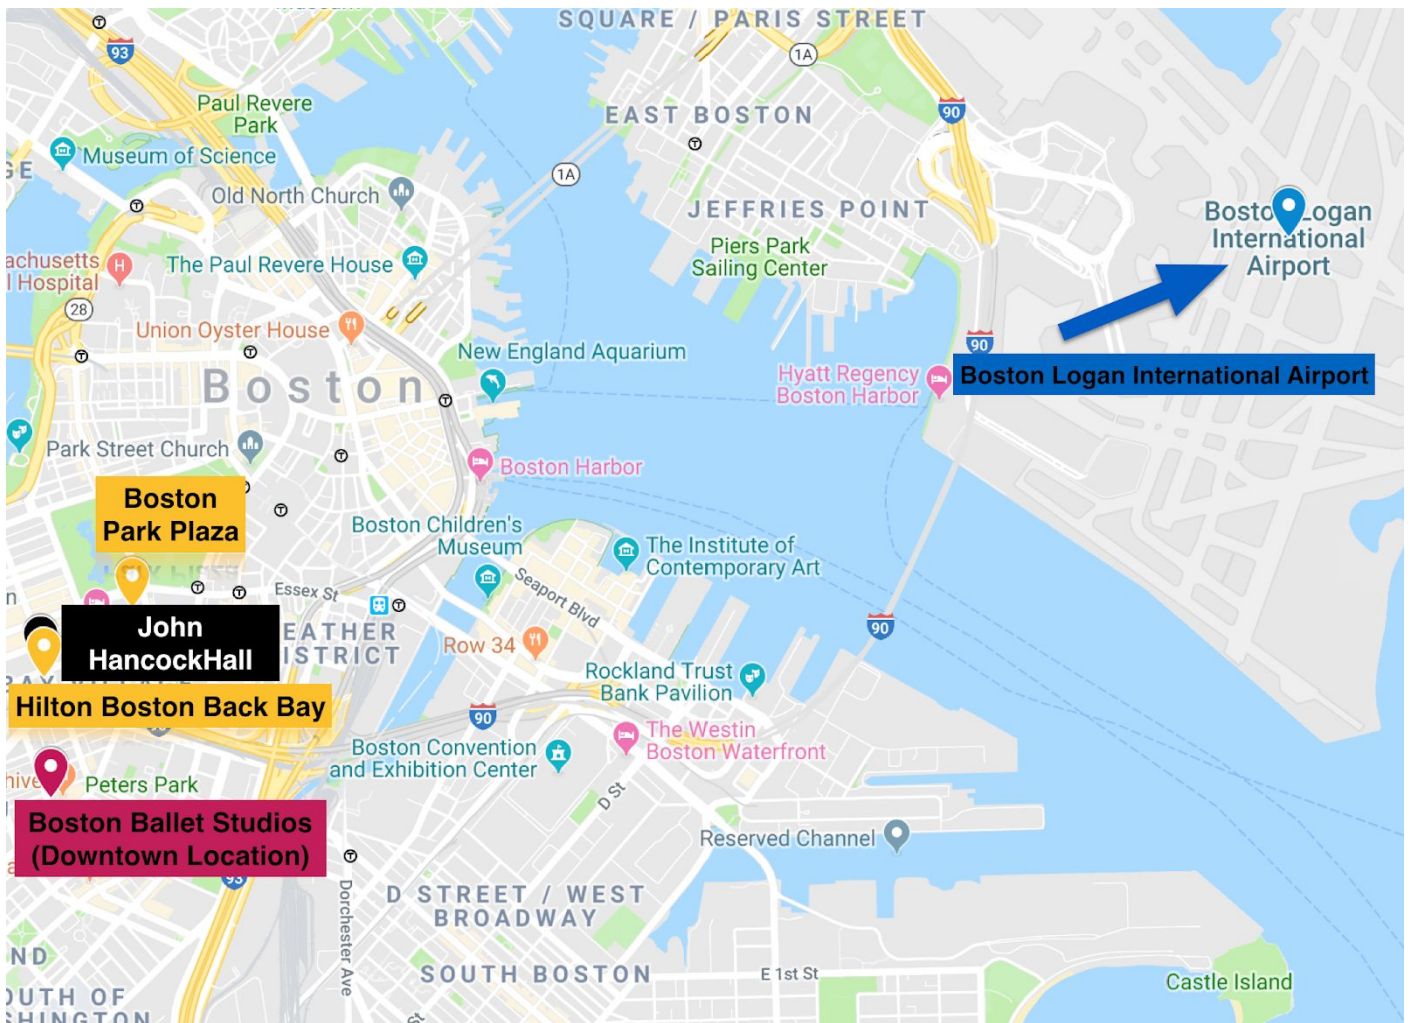 SQUARE / PARIS STREET
93
1A
Paul Revere
Park
EAST BOSTON
90
Museum of Science
1A
Old North Church
JEFFRIES POINT
Boston Logan
International
Airport
Piers Park
Sailing Center
The Paul Revere House
H
l Hospital
28
Union Oyster House
New England Aquarium
90
Boston
Hyatt Regency
Boston Harbor
Boston Logan International Airport
Park Street Church
Boston Harbor
Boston
Park Plaza
Boston Children's
Museum
The Institute of
Contemporary Art
Essex St
Seaport Blvd
John
HancockHall
EATHER
ISTRICT
Row 34
90
Rockland Trust
Bank Pavilion
Hilton Boston Back Bay
90
The Westin
Boston Waterfront
Boston Convention
and Exhibition Center
Peters Park
D St
Boston Ballet Studios
(Downtown Location)
Reserved Channel
93
Dorchester Ave
D STREET / WEST
BROADWAY
SOUTH BOSTON
E 1st St
Castle Island
ND
OUTH OF
SHINGTON